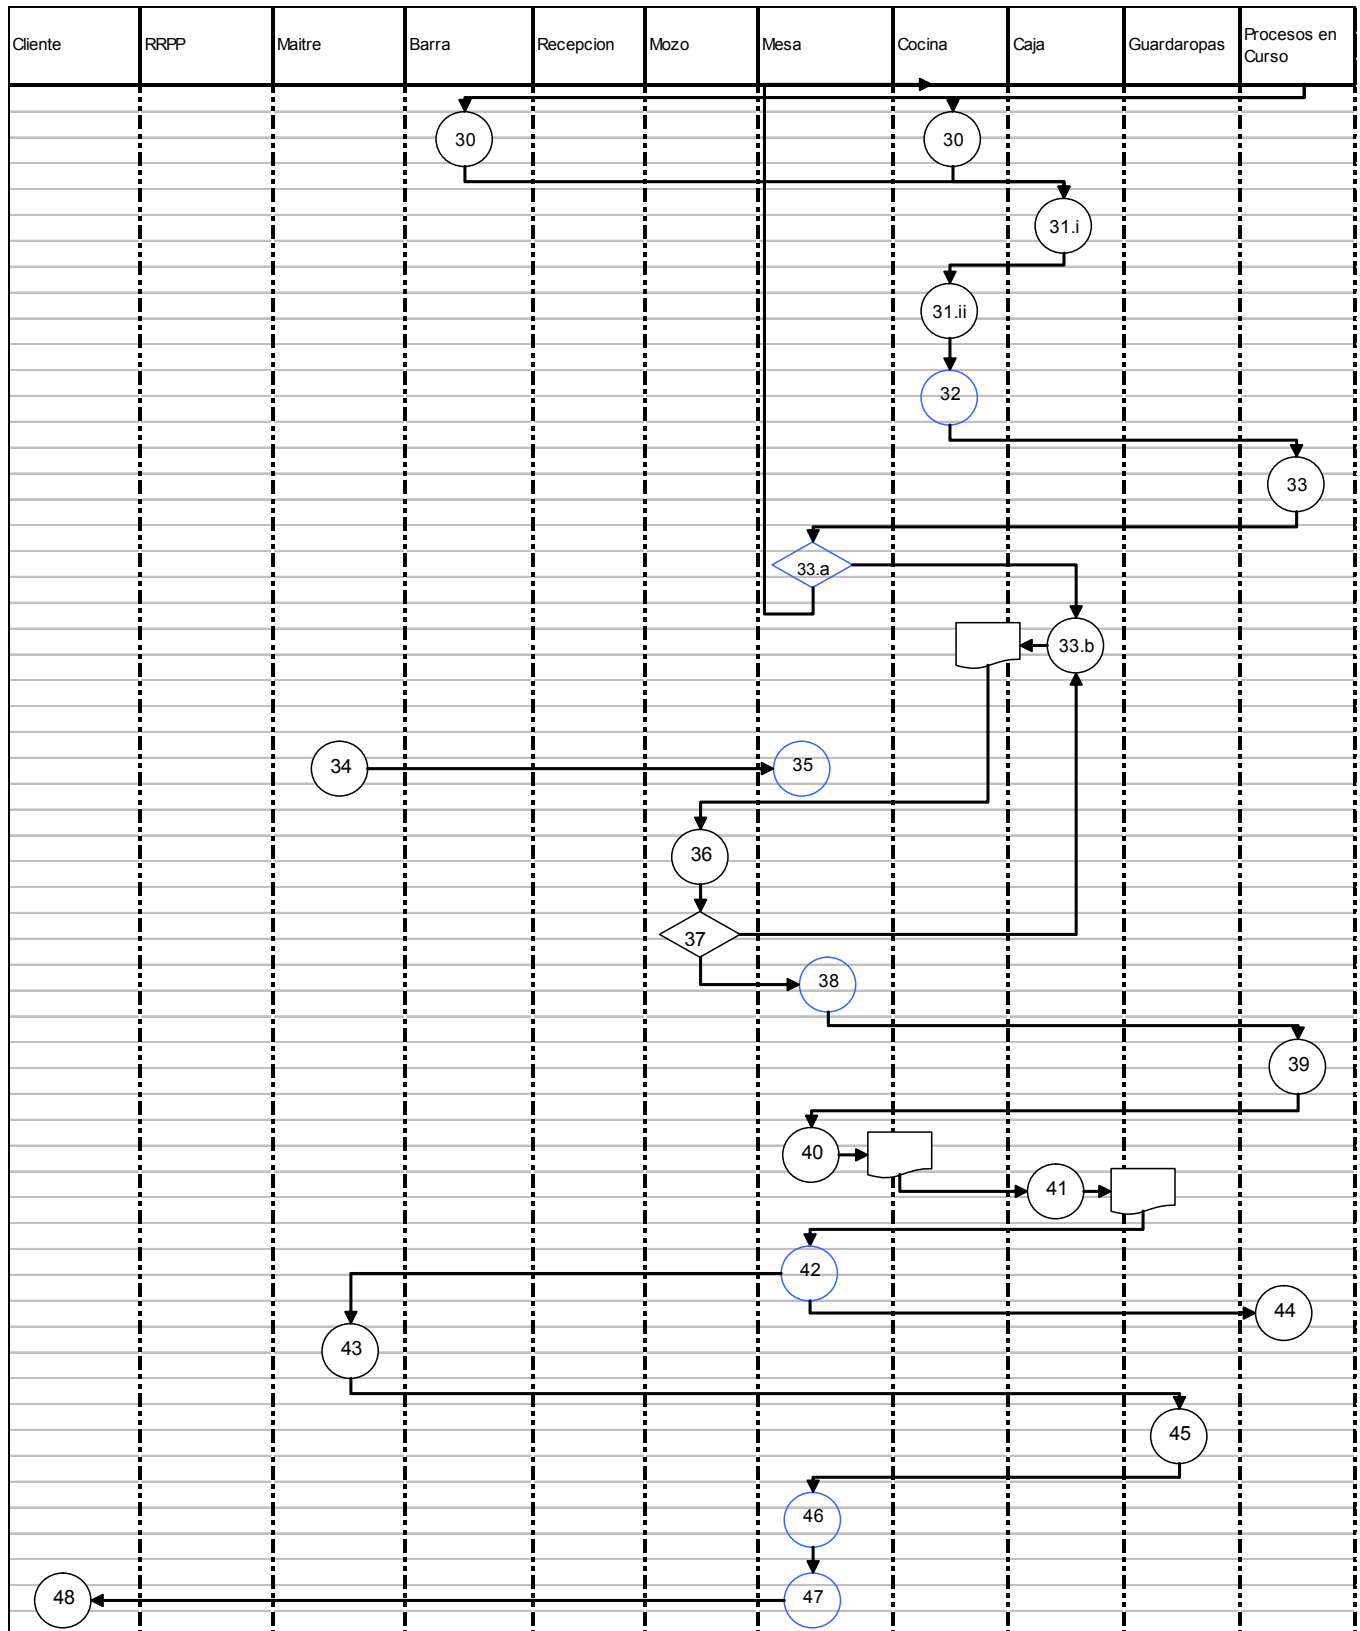 Cliente
RRPP
Maitre
Barra
Recepcion
Mozo
Mesa
Cocina
Caja
Guardaropas
Procesos en
Curso
30
30
31.i
31.ii
32
33
33.a
33.b
34
35
36
37
38
39
40
41
42
44
43
45
46
48
47